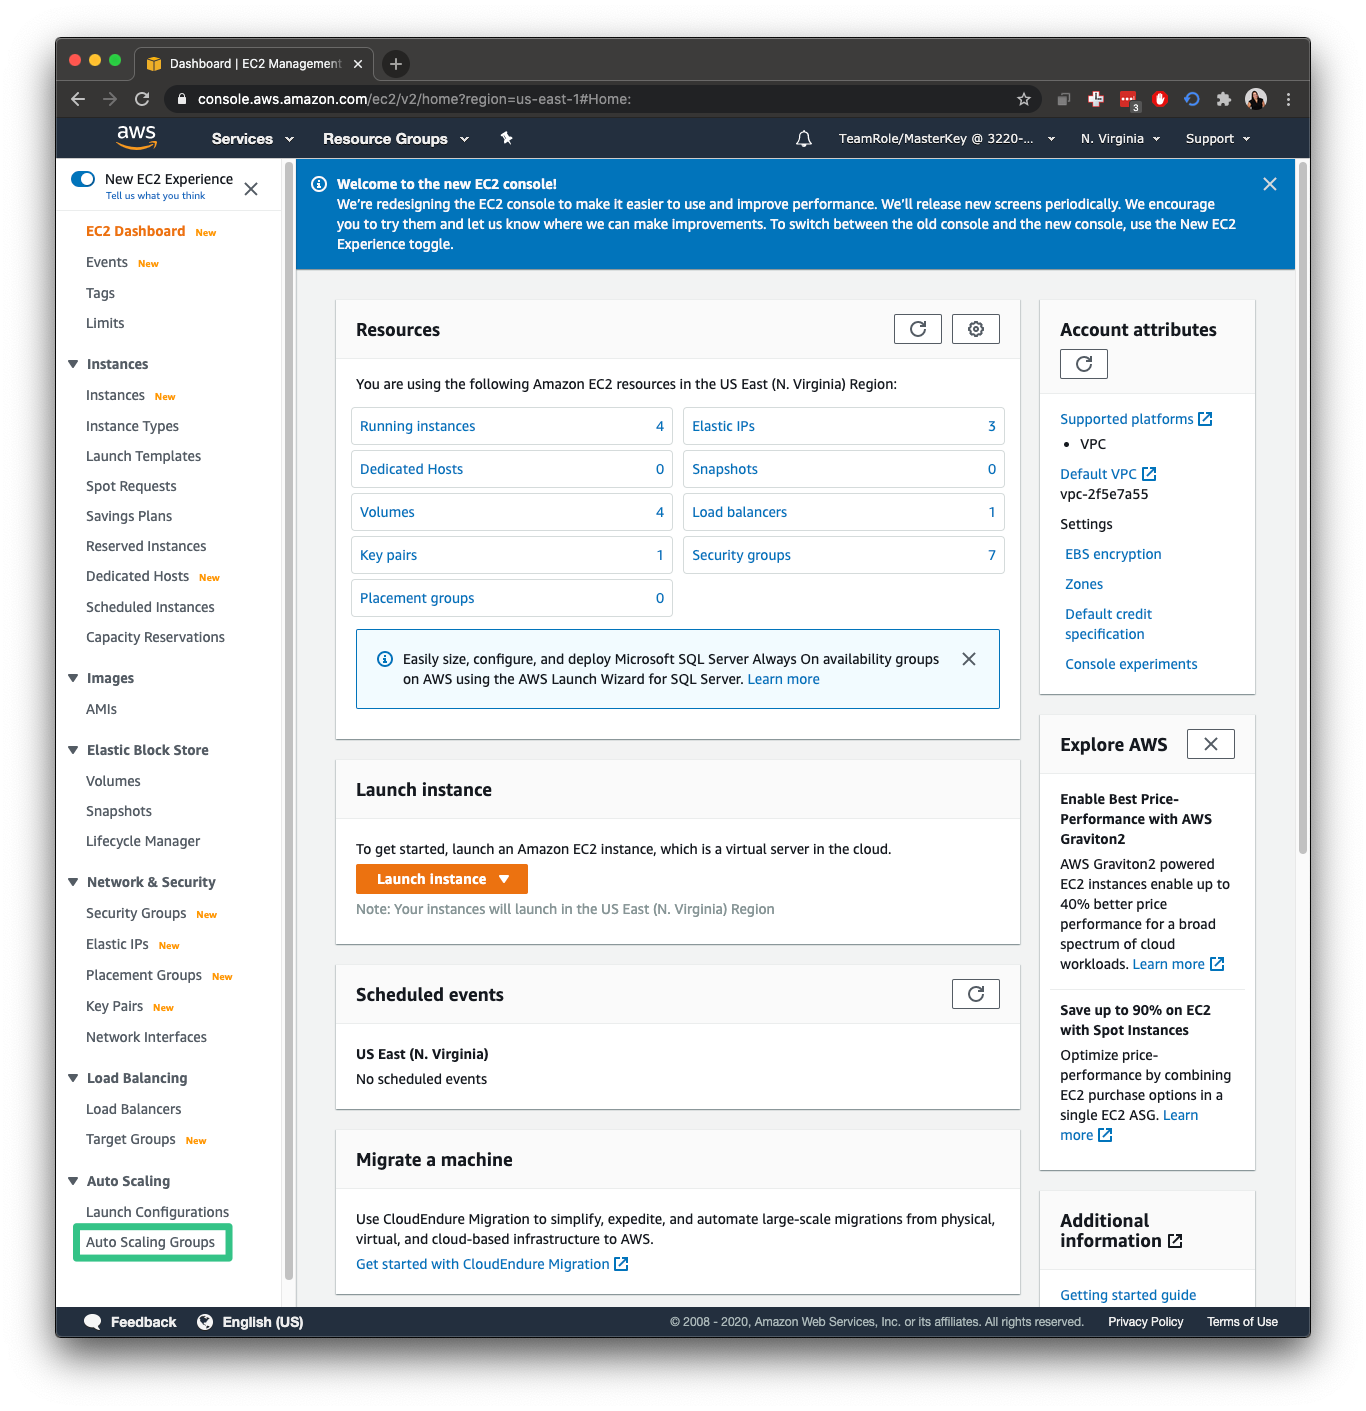 Dashboard | EC2 Management
console.aws.amazon.com/ec2/v2/home?region=us-east-1#Home:
3
aws
Services
Resource Groups
TeamRole/MasterKey @ 3220-...
N. Virginia
Support
New EC2 Experience
Tell us what you think
EC2 Dashboard New
Events New
Tags
Limits
Instances
Instances New
Instance Types
Launch Templates
Spot Requests
Savings Plans
Reserved Instances
Dedicated Hosts New
Scheduled Instances
Capacity Reservations
Images
AMIs
Elastic Block Store
Volumes
Snapshots
Lifecycle Manager
Network & Security
Security Groups New
Elastic IPs New
Placement Groups New
Key Pairs New
Network Interfaces
Load Balancing
Load Balancers
Target Groups New
Auto Scaling
Launch Configurations
Auto Scaling Groups
Welcome to the new EC2 console!
We're redesigning the EC2 console to make it easier to use and improve performance. We'll release new screens periodically. We encourage
you to try them and let us know where we can make improvements. To switch between the old console and the new console, use the New EC2
Experience toggle.
Resources
You are using the following Amazon EC2 resources in the US East (N. Virginia) Region:
Running instances 4
Elastic IPs 3
Dedicated Hosts 0
Snapshots 0
Volumes 4
Load balancers 1
Key pairs 1
Security groups 7
Placement groups 0
Easily size, configure, and deploy Microsoft SQL Server Always On availability groups
on AWS using the AWS Launch Wizard for SQL Server. Learn more
Launch instance
To get started, launch an Amazon EC2 instance, which is a virtual server in the cloud.
Launch Instance
Note: Your instances will launch in the US East (N. Virginia) Region
Scheduled events
US East (N. Virginia)
No scheduled events
Migrate a machine
Use CloudEndure Migration to simplify, expedite, and automate large-scale migrations from physical,
virtual, and cloud-based infrastructure to AWS.
Get started with CloudEndure Migration
Account attributes
Supported platforms
• VPC
Default VPC
vpc-2f5e7a55
Settings
EBS encryption
Zones
Default credit
specification
Console experiments
Explore AWS
Enable Best Price-
Performance with AWS
Graviton2
AWS Graviton2 powered
EC2 instances enable up to
40% better price
performance for a broad
spectrum of cloud
workloads. Learn more
Save up to 90% on EC2
with Spot Instances
Optimize price-
performance by combining
EC2 purchase options in a
single EC2 ASG. Learn
more
Additional
information
Getting started guide
Feedback
English (US)
© 2008 - 2020, Amazon Web Services, Inc. or its affiliates. All rights reserved.
Privacy Policy
Terms of Use